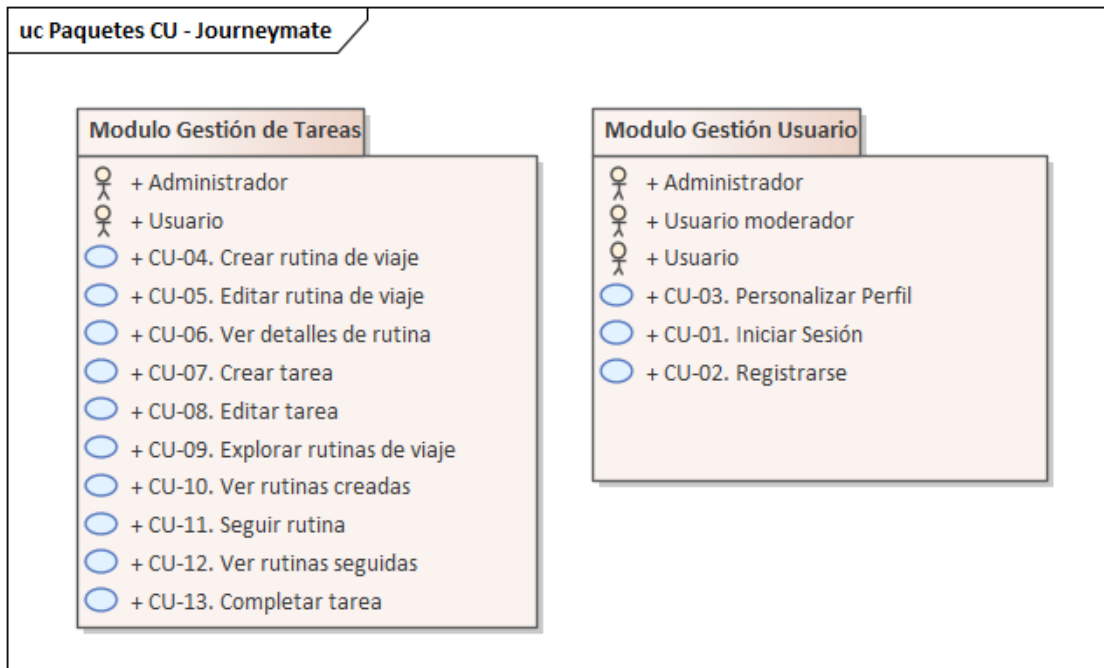 uc Paquetes CU - Journeymate
Modulo Gestión de Tareas
+ Administrador
+ Usuario
+ CU-04. Crear rutina de viaje
+ CU-05. Editar rutina de viaje
+ CU-06. Ver detalles de rutina
+ CU-07. Crear tarea
+ CU-08. Editar tarea
+ CU-09. Explorar rutinas de viaje
+ CU-10. Ver rutinas creadas
+ CU-11. Seguir rutina
+ CU-12. Ver rutinas seguidas
+ CU-13. Completar tarea
Modulo Gestión Usuario
+ Administrador
+ Usuario moderador
+ Usuario
+ CU-03. Personalizar Perfil
+ CU-01. Iniciar Sesión
+ CU-02. Registrarse